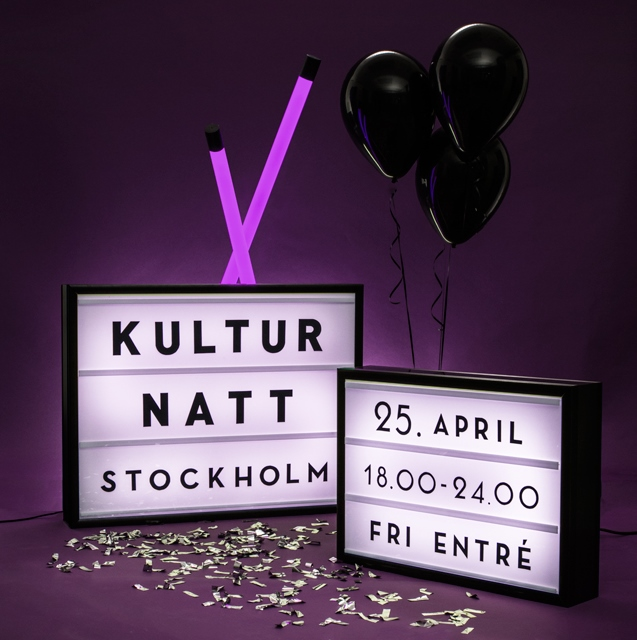 KULTUR
NATT
STOCKHOLM
25. APRIL
18.00-24.00
FRI ENTRÉ